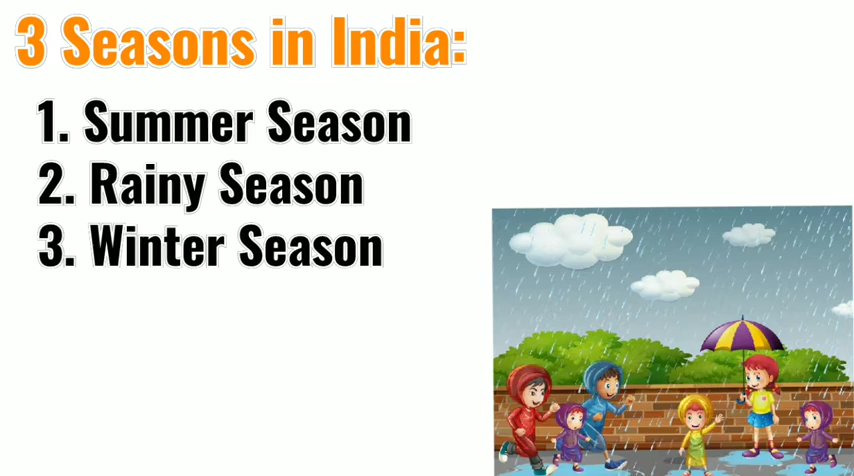 3 Seasons in India:
1. Summer Season
2. Rainy Season
3. Winter Season